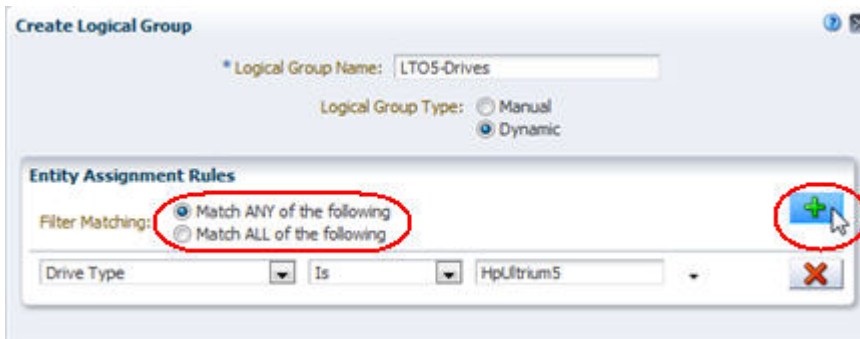 Create Logical Group
* Logical Group Name: LTO5-Drives
Logical Group Type: Manual
Dynamic
Entity Assignment Rules
Filter Matching: Match ANY of the following
Match ALL of the following
Drive Type Is HpUltrium5